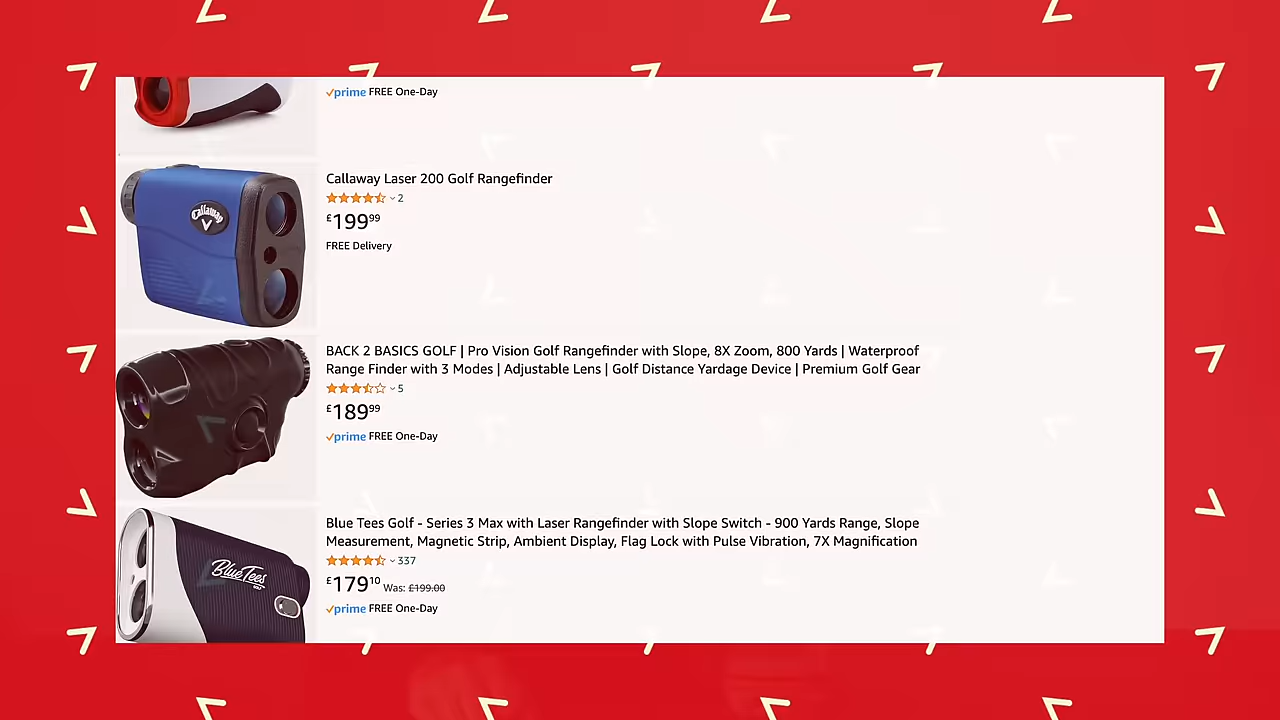 prime FREE One-Day
Callaway Laser 200 Golf Rangefinder
2
£199.99
FREE Delivery
Callaway
BACK 2 BASICS GOLF | Pro Vision Golf Rangefinder with Slope, 8X Zoom, 800 Yards | Waterproof
Range Finder with 3 Modes | Adjustable Lens | Golf Distance Yardage Device | Premium Golf Gear
5
£189.99
prime FREE One-Day
Blue Tees Golf - Series 3 Max with Laser Rangefinder with Slope Switch - 900 Yards Range, Slope
Measurement, Magnetic Strip, Ambient Display, Flag Lock with Pulse Vibration, 7X Magnification
337
£179.10 Was: £199.00
prime FREE One-Day
Blue Tees
GOLF